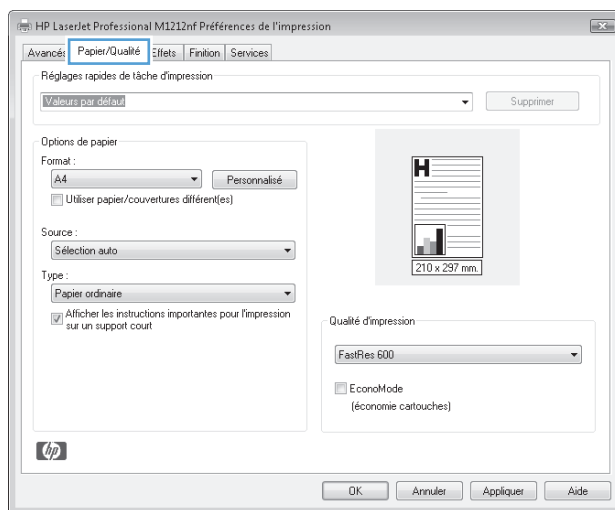 HP LaserJet Professional M1212nf Préférences de l'impression
Avancés Papier/Qualité Effets Finition Services
Réglages rapides de tâche d'impression
Valeurs par défaut
Supprimer
Options de papier
Format :
A4
Personnalisé
Utiliser papier/couvertures différent(es)
Source :
Sélection auto
Type :
Papier ordinaire
Afficher les instructions importantes pour l'impression
sur un support court
H
210 x 297 mm.
Qualité d'impression
FastRes 600
EconoMode
(économie cartouches)
hp
OK Annuler Appliquer Aide